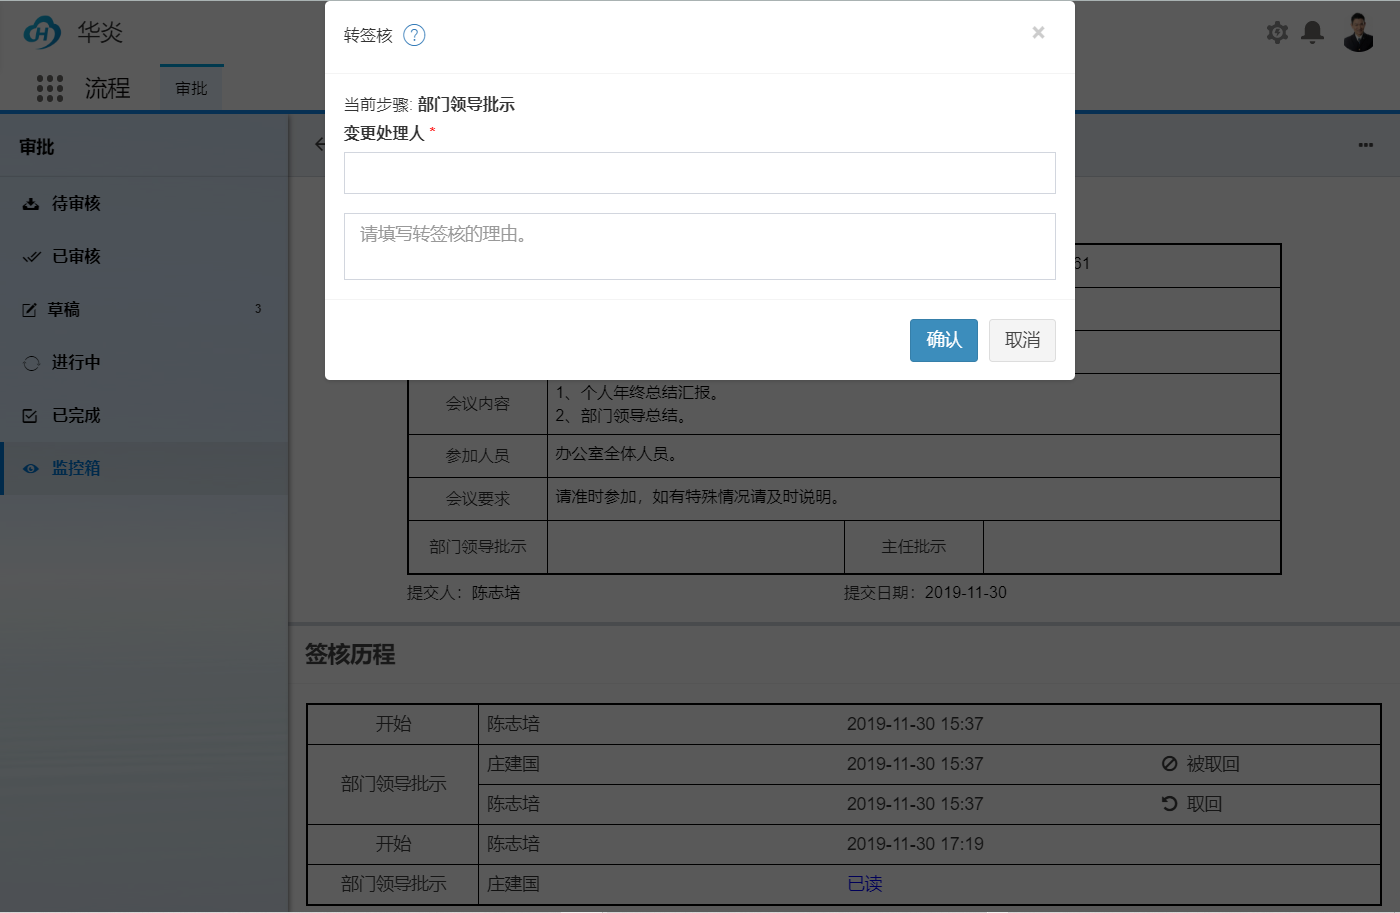 华炎
流程
审批
转签核 ?
×
当前步骤: 部门领导批示
变更处理人 *
请填写转签核的理由。
确认
取消
审批
待审核
已审核
草稿 3
进行中
已完成
监控箱
61
会议内容
1、个人年终总结汇报。
2、部门领导总结。
参加人员 办公室全体人员。
会议要求 请准时参加，如有特殊情况请及时说明。
部门领导批示 主任批示
提交人：陈志培 提交日期：2019-11-30
签核历程
开始 陈志培 2019-11-30 15:37
部门领导批示
庄建国 2019-11-30 15:37 被取回
陈志培 2019-11-30 15:37 取回
开始 陈志培 2019-11-30 17:19
部门领导批示 庄建国 已读